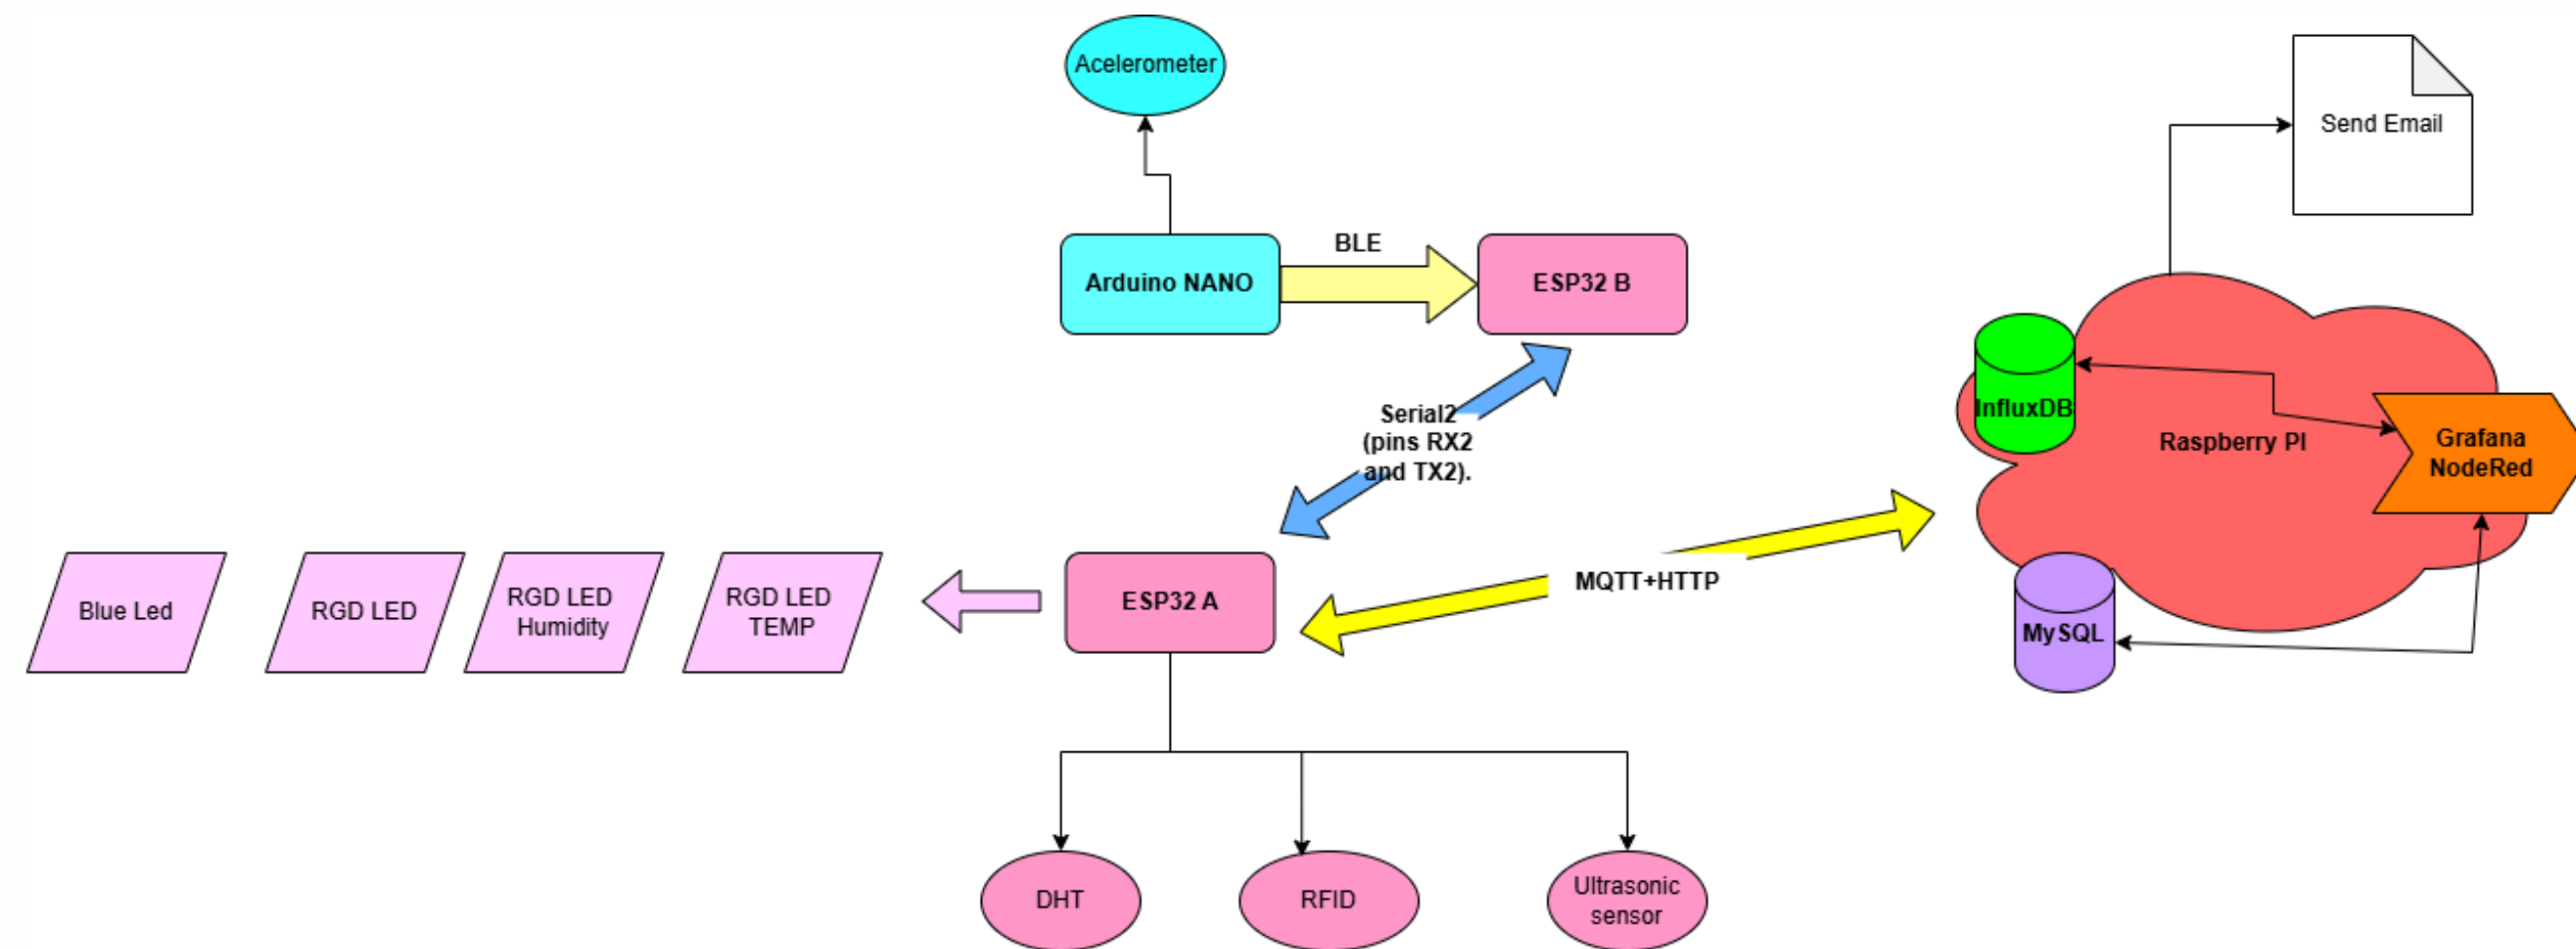 Acelerometer
Send Email
BLE
Arduino NANO
ESP32 B
Serial2
(pins RX2
and TX2).
InfluxDB
Raspberry PI
Grafana
NodeRed
MQTT+HTTP
Blue Led
RGD LED
RGD LED
Humidity
RGD LED
TEMP
ESP32 A
MySQL
DHT
RFID
Ultrasonic
sensor